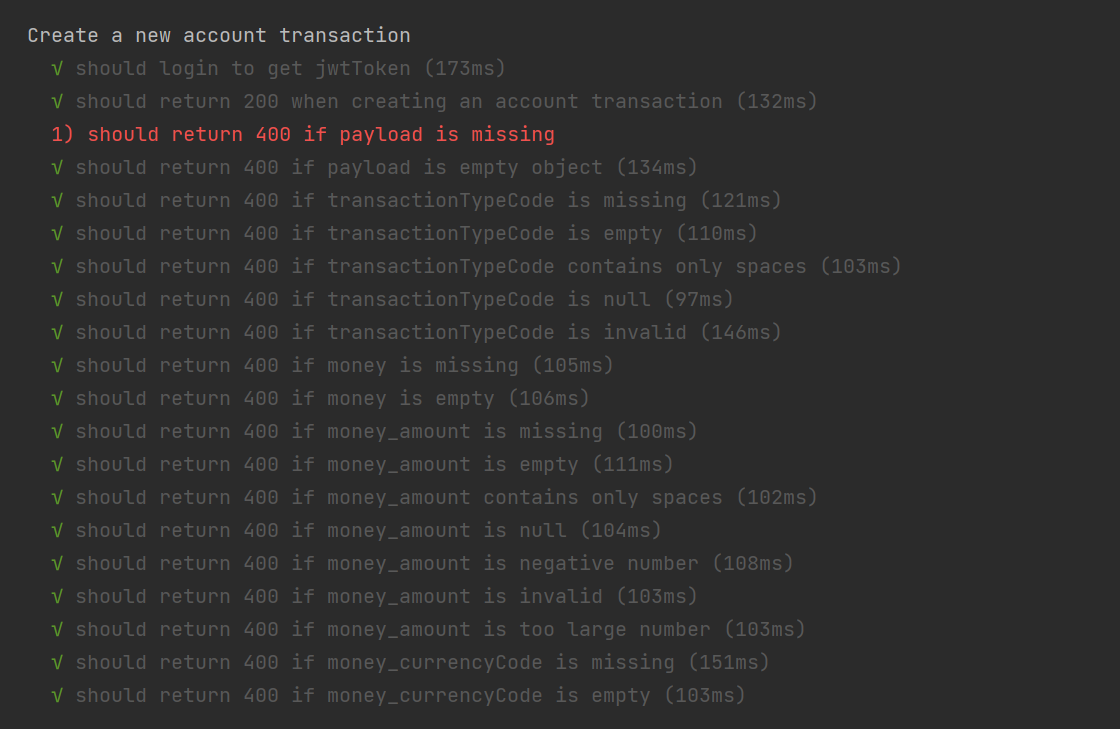 Create a new account transaction
√ should login to get jwtToken (173ms)
√ should return 200 when creating an account transaction (132ms)
1) should return 400 if payload is missing
√ should return 400 if payload is empty object (134ms)
√ should return 400 if transactionTypeCode is missing (121ms)
√ should return 400 if transactionTypeCode is empty (110ms)
√ should return 400 if transactionTypeCode contains only spaces (103ms)
√ should return 400 if transactionTypeCode is null (97ms)
√ should return 400 if transactionTypeCode is invalid (146ms)
√ should return 400 if money is missing (105ms)
√ should return 400 if money is empty (106ms)
√ should return 400 if money_amount is missing (100ms)
√ should return 400 if money_amount is empty (111ms)
√ should return 400 if money_amount contains only spaces (102ms)
√ should return 400 if money_amount is null (104ms)
√ should return 400 if money_amount is negative number (108ms)
√ should return 400 if money_amount is invalid (103ms)
√ should return 400 if money_amount is too large number (103ms)
√ should return 400 if money_currencyCode is missing (151ms)
√ should return 400 if money_currencyCode is empty (103ms)